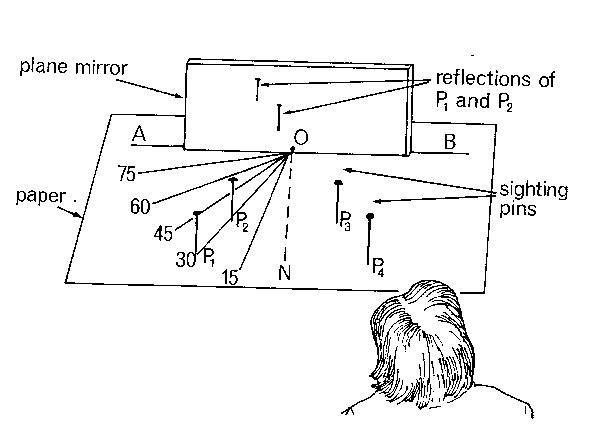 plane mirror
reflections of
P₁ and P₂
A
O
B
75
paper .
60
45
30
15
P₁
P₂
N
P₃
P₄
sighting
pins